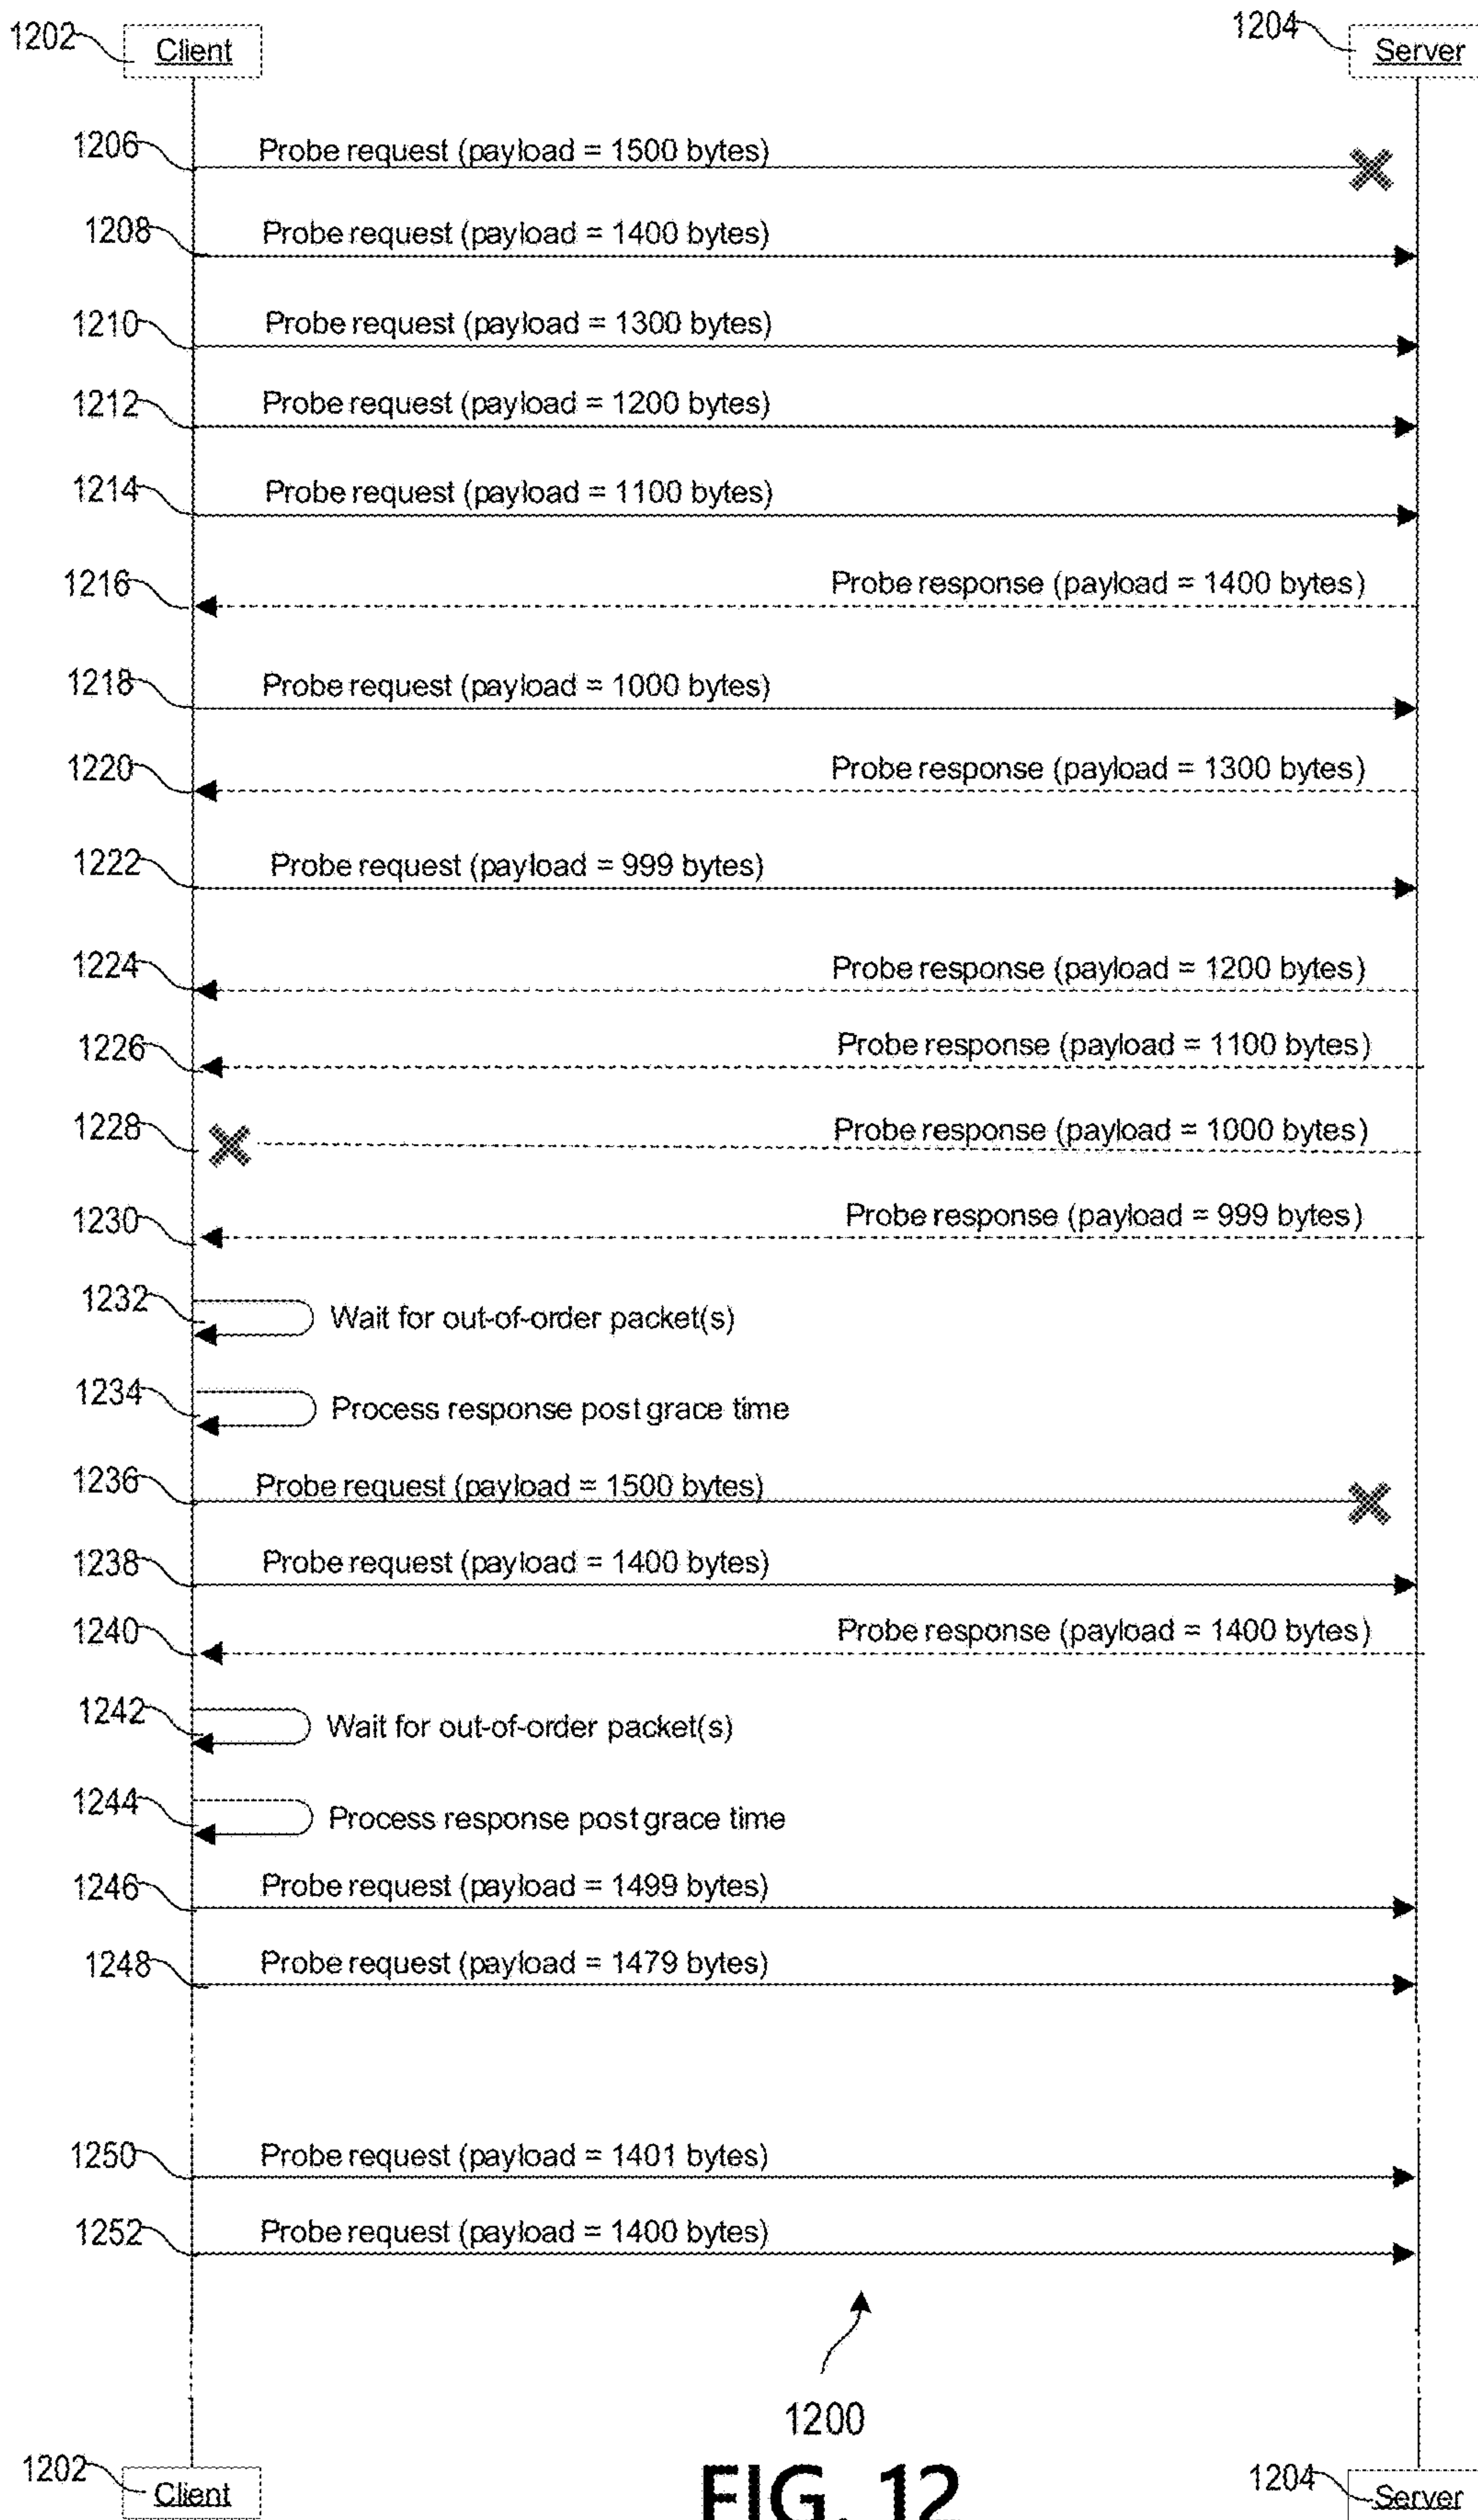 1202 Client 1204 Server
1206 Probe request (payload = 1500 bytes)
1208 Probe request (payload = 1400 bytes)
1210 Probe request (payload = 1300 bytes)
1212 Probe request (payload = 1200 bytes)
1214 Probe request (payload = 1100 bytes)
1216 Probe response (payload = 1400 bytes)
1218 Probe request (payload = 1000 bytes)
1220 Probe response (payload = 1300 bytes)
1222 Probe request (payload = 999 bytes)
1224 Probe response (payload = 1200 bytes)
1226 Probe response (payload = 1100 bytes)
1228 Probe response (payload = 1000 bytes)
1230 Probe response (payload = 999 bytes)
1232 Wait for out-of-order packet(s)
1234 Process response post grace time
1236 Probe request (payload = 1500 bytes)
1238 Probe request (payload = 1400 bytes)
1240 Probe response (payload = 1400 bytes)
1242 Wait for out-of-order packet(s)
1244 Process response post grace time
1246 Probe request (payload = 1499 bytes)
1248 Probe request (payload = 1479 bytes)
1250 Probe request (payload = 1401 bytes)
1252 Probe request (payload = 1400 bytes)
1200
1202 Client 1204 Server
FIG. 12